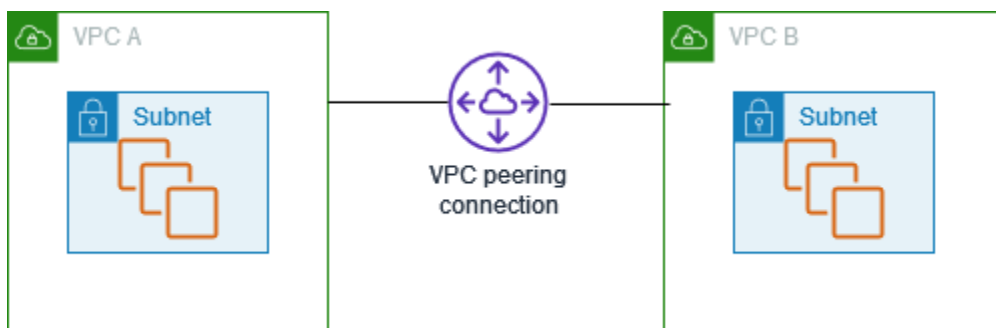 VPC A
VPC B
Subnet
Subnet
VPC peering
connection